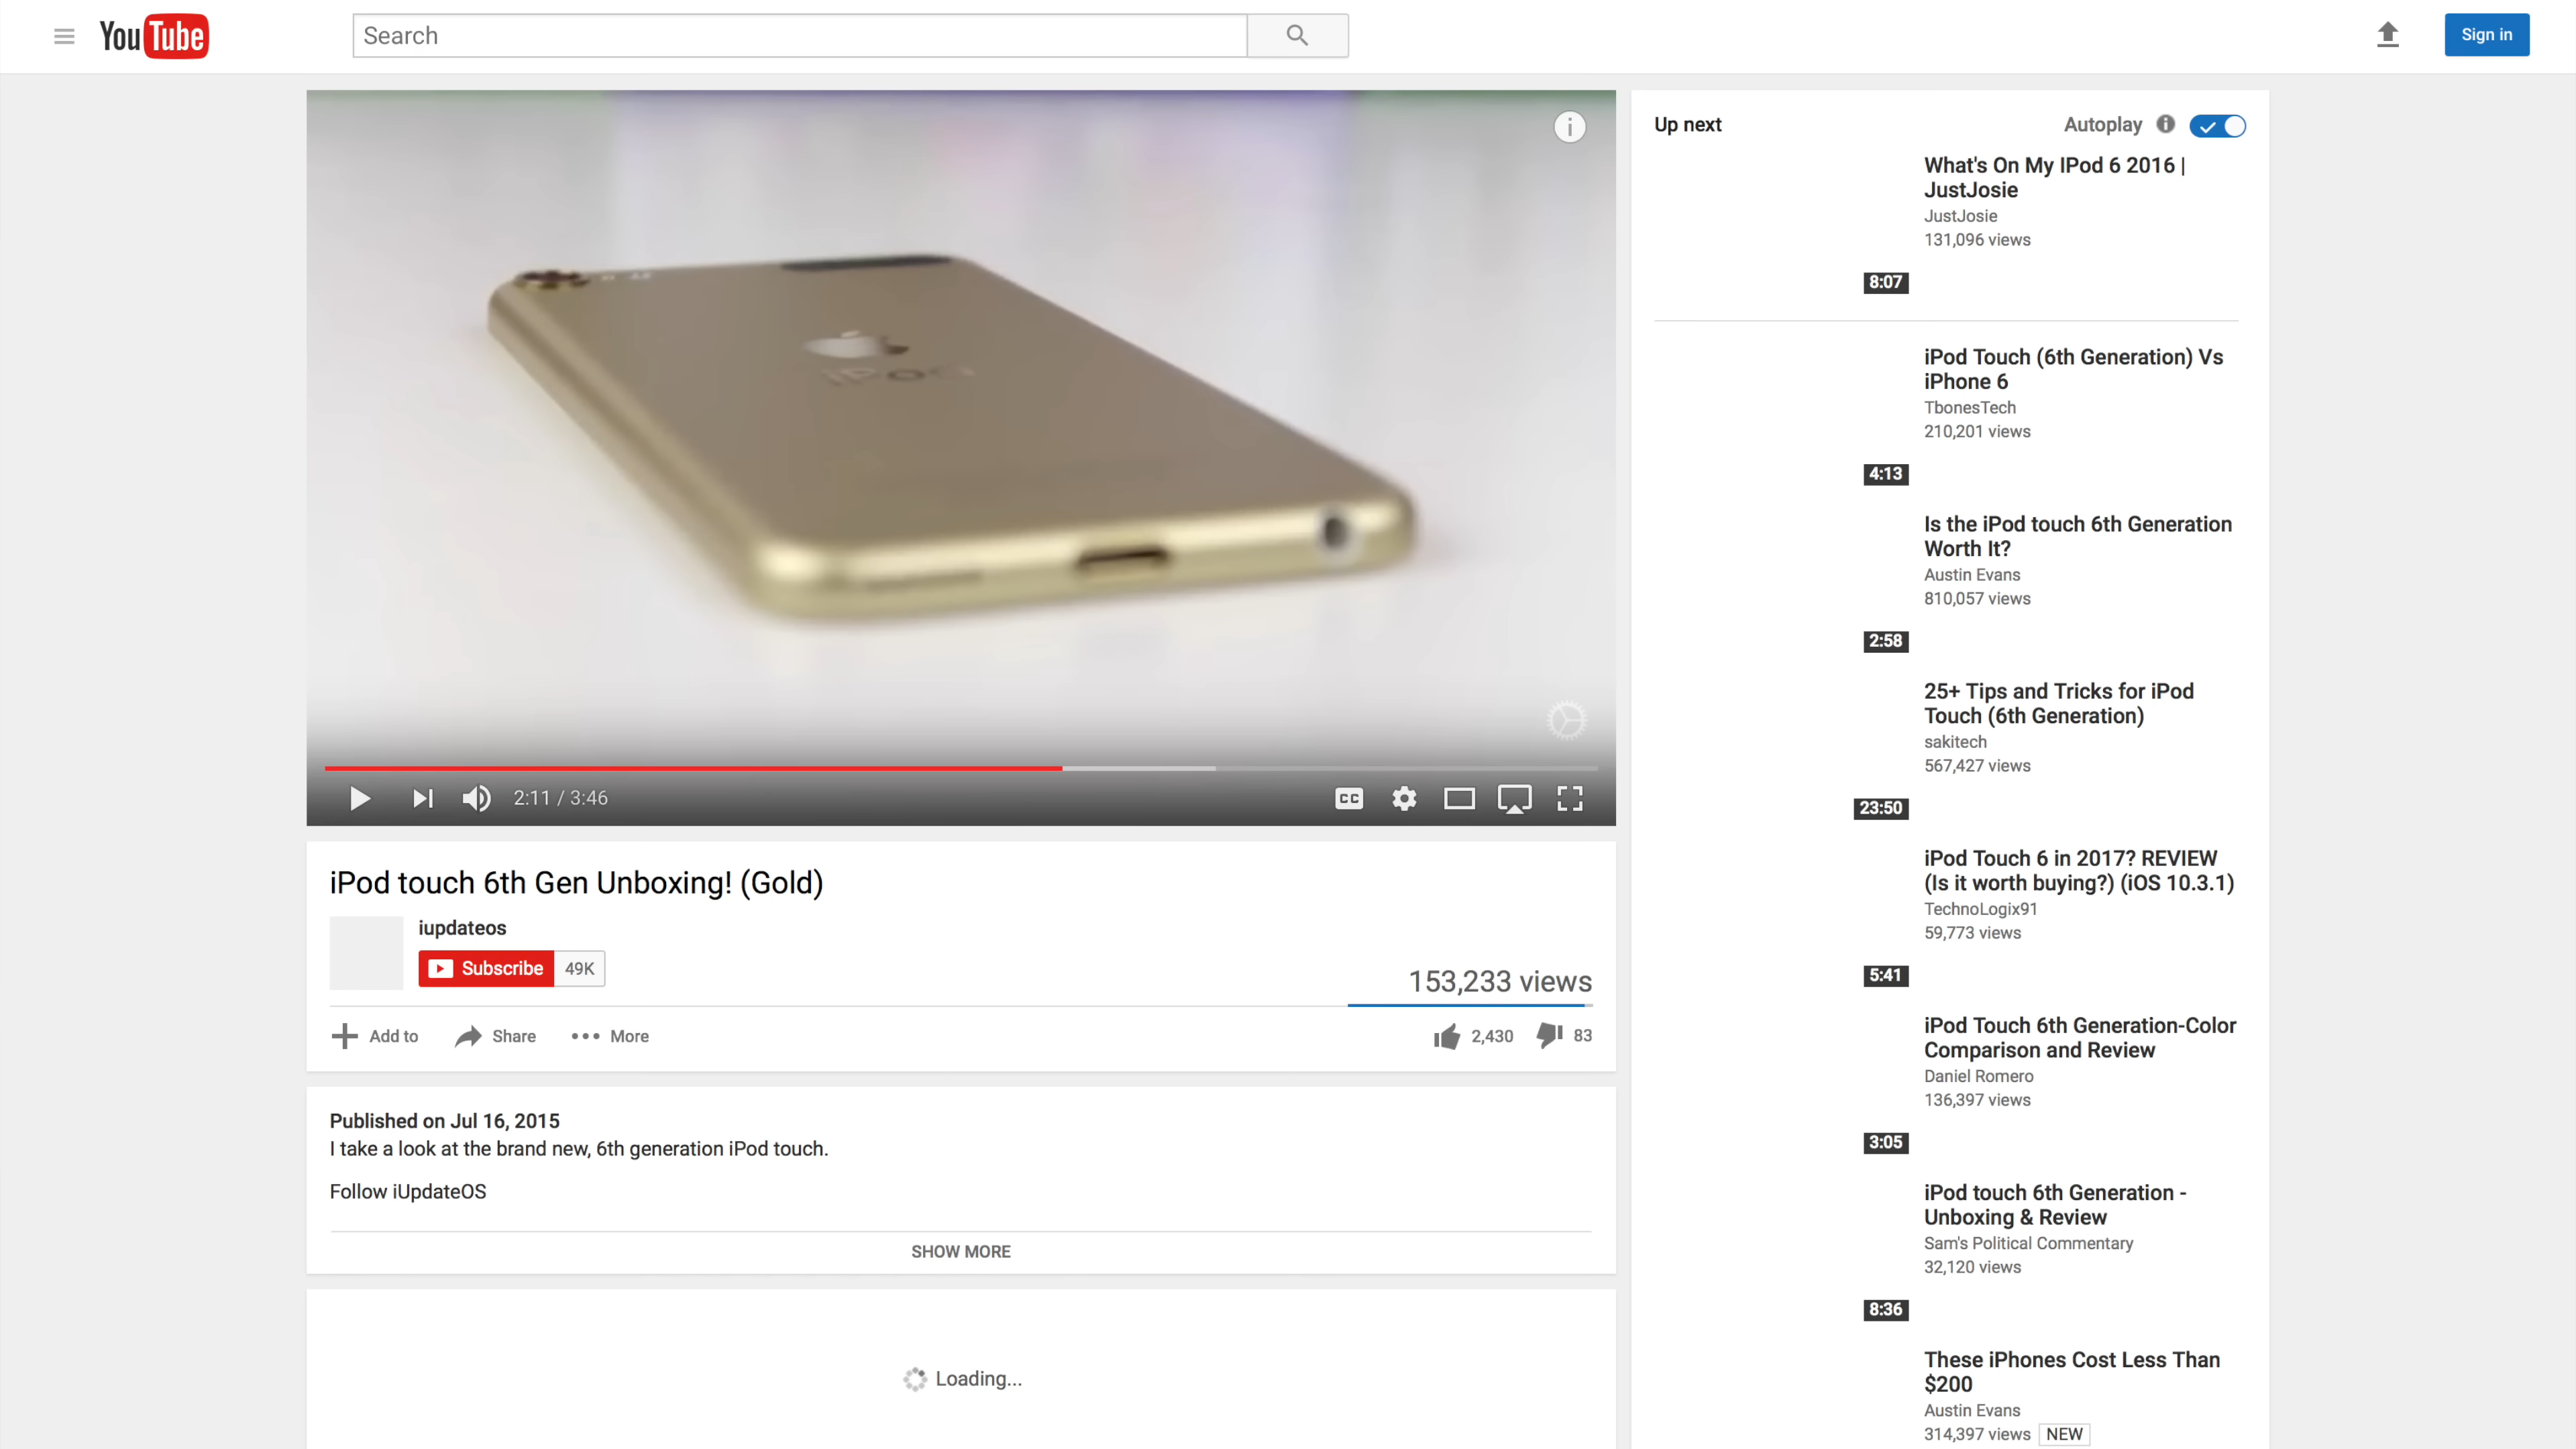 YouTube
Search
Sign in
iPod
2:11 / 3:46
CC
iPod touch 6th Gen Unboxing! (Gold)
iupdateos
Subscribe 49K
153,233 views
Add to
Share
More
2,430
83
Published on Jul 16, 2015
I take a look at the brand new, 6th generation iPod touch.
Follow iUpdateOS
SHOW MORE
Loading...
Up next
Autoplay
What's On My IPod 6 2016 |
JustJosie
JustJosie
131,096 views
8:07
iPod Touch (6th Generation) Vs
iPhone 6
TbonesTech
210,201 views
4:13
Is the iPod touch 6th Generation
Worth It?
Austin Evans
810,057 views
2:58
25+ Tips and Tricks for iPod
Touch (6th Generation)
sakitech
567,427 views
23:50
iPod Touch 6 in 2017? REVIEW
(Is it worth buying?) (iOS 10.3.1)
TechnoLogix91
59,773 views
5:41
iPod Touch 6th Generation-Color
Comparison and Review
Daniel Romero
136,397 views
3:05
iPod touch 6th Generation -
Unboxing & Review
Sam's Political Commentary
32,120 views
8:36
These iPhones Cost Less Than
$200
Austin Evans
314,397 views NEW